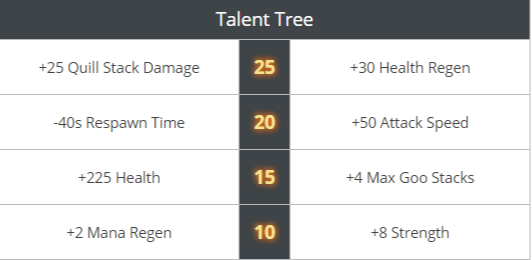 Talent Tree
+25 Quill Stack Damage 25 +30 Health Regen
-40s Respawn Time 20 +50 Attack Speed
+225 Health 15 +4 Max Goo Stacks
+2 Mana Regen 10 +8 Strength